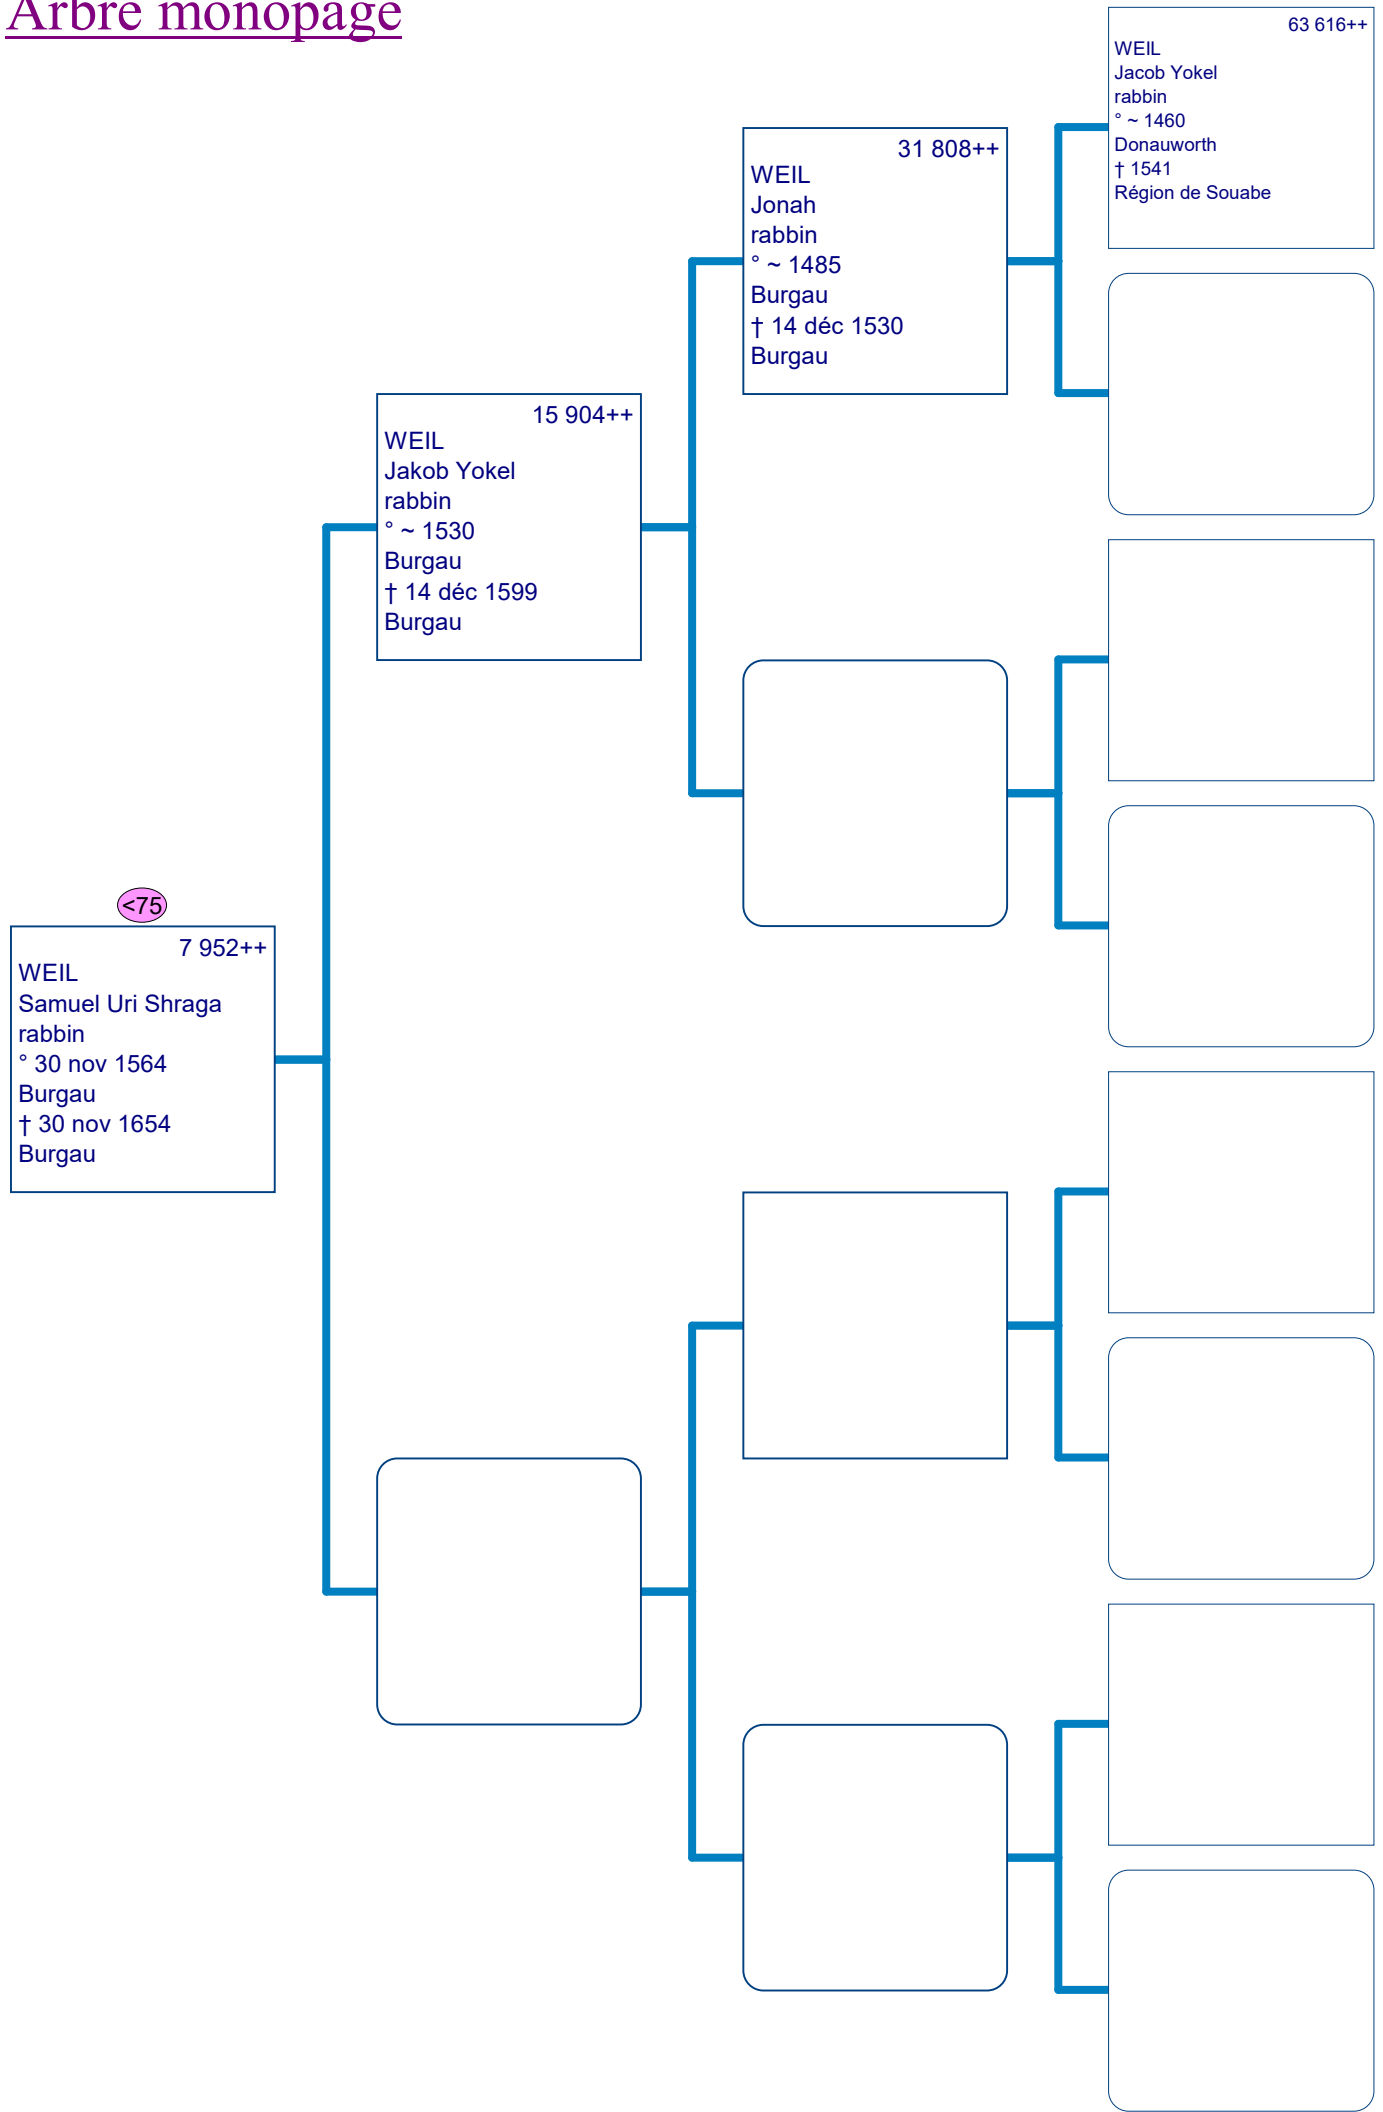 Arbre monopage
63 616++
WEIL
Jacob Yokel
rabbin
° ~ 1460
Donauworth
† 1541
Région de Souabe
31 808++
WEIL
Jonah
rabbin
° ~ 1485
Burgau
† 14 déc 1530
Burgau
15 904++
WEIL
Jakob Yokel
rabbin
° ~ 1530
Burgau
† 14 déc 1599
Burgau
<75
7 952++
WEIL
Samuel Uri Shraga
rabbin
° 30 nov 1564
Burgau
† 30 nov 1654
Burgau